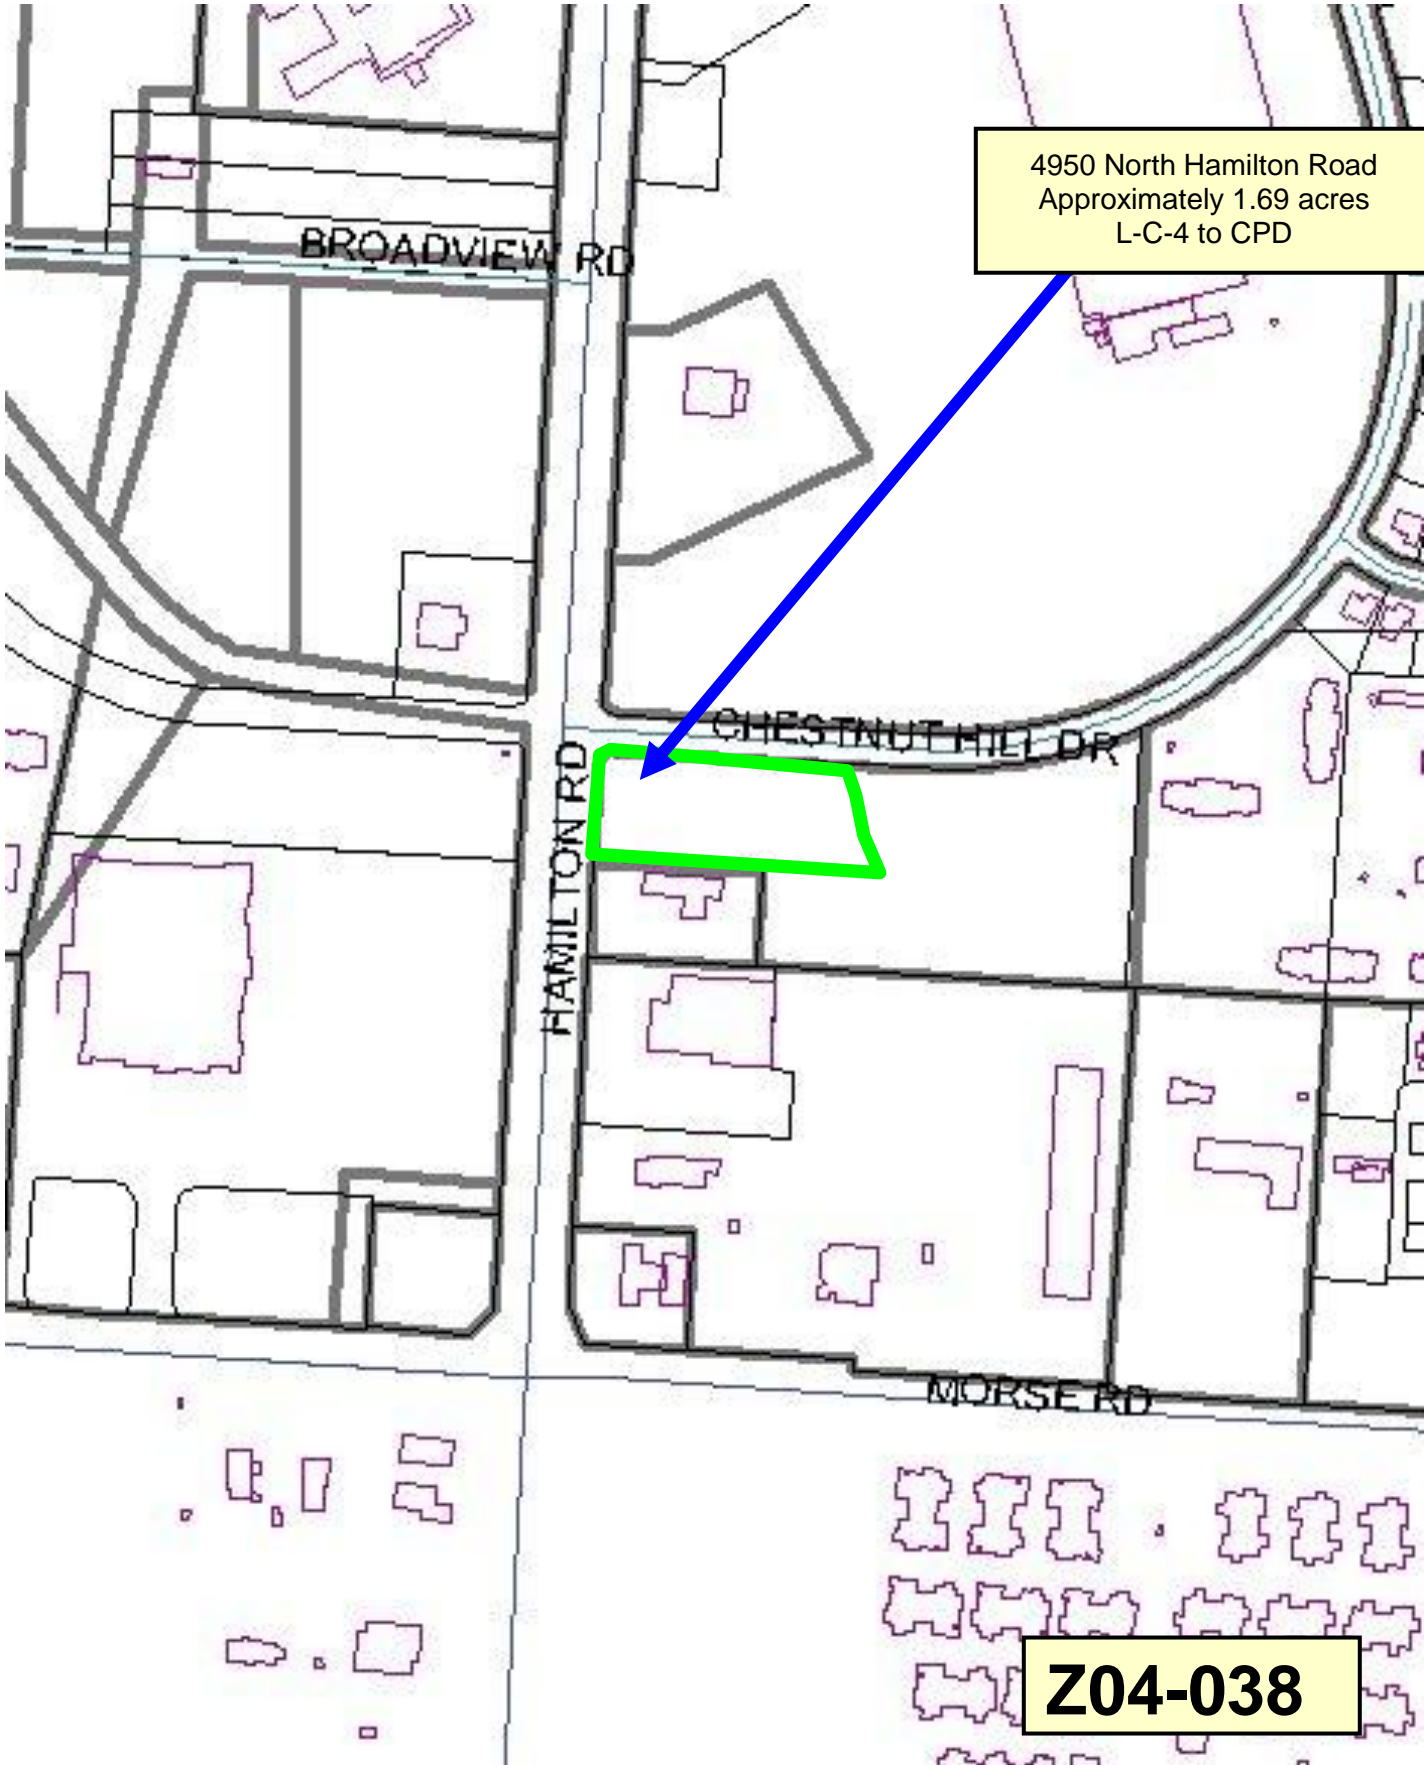 4950 North Hamilton Road
Approximately 1.69 acres
L-C-4 to CPD
BROADVIEW RD
CHESTNUT HILL DR
HAMILTON RD
MORSE RD
Z04-038